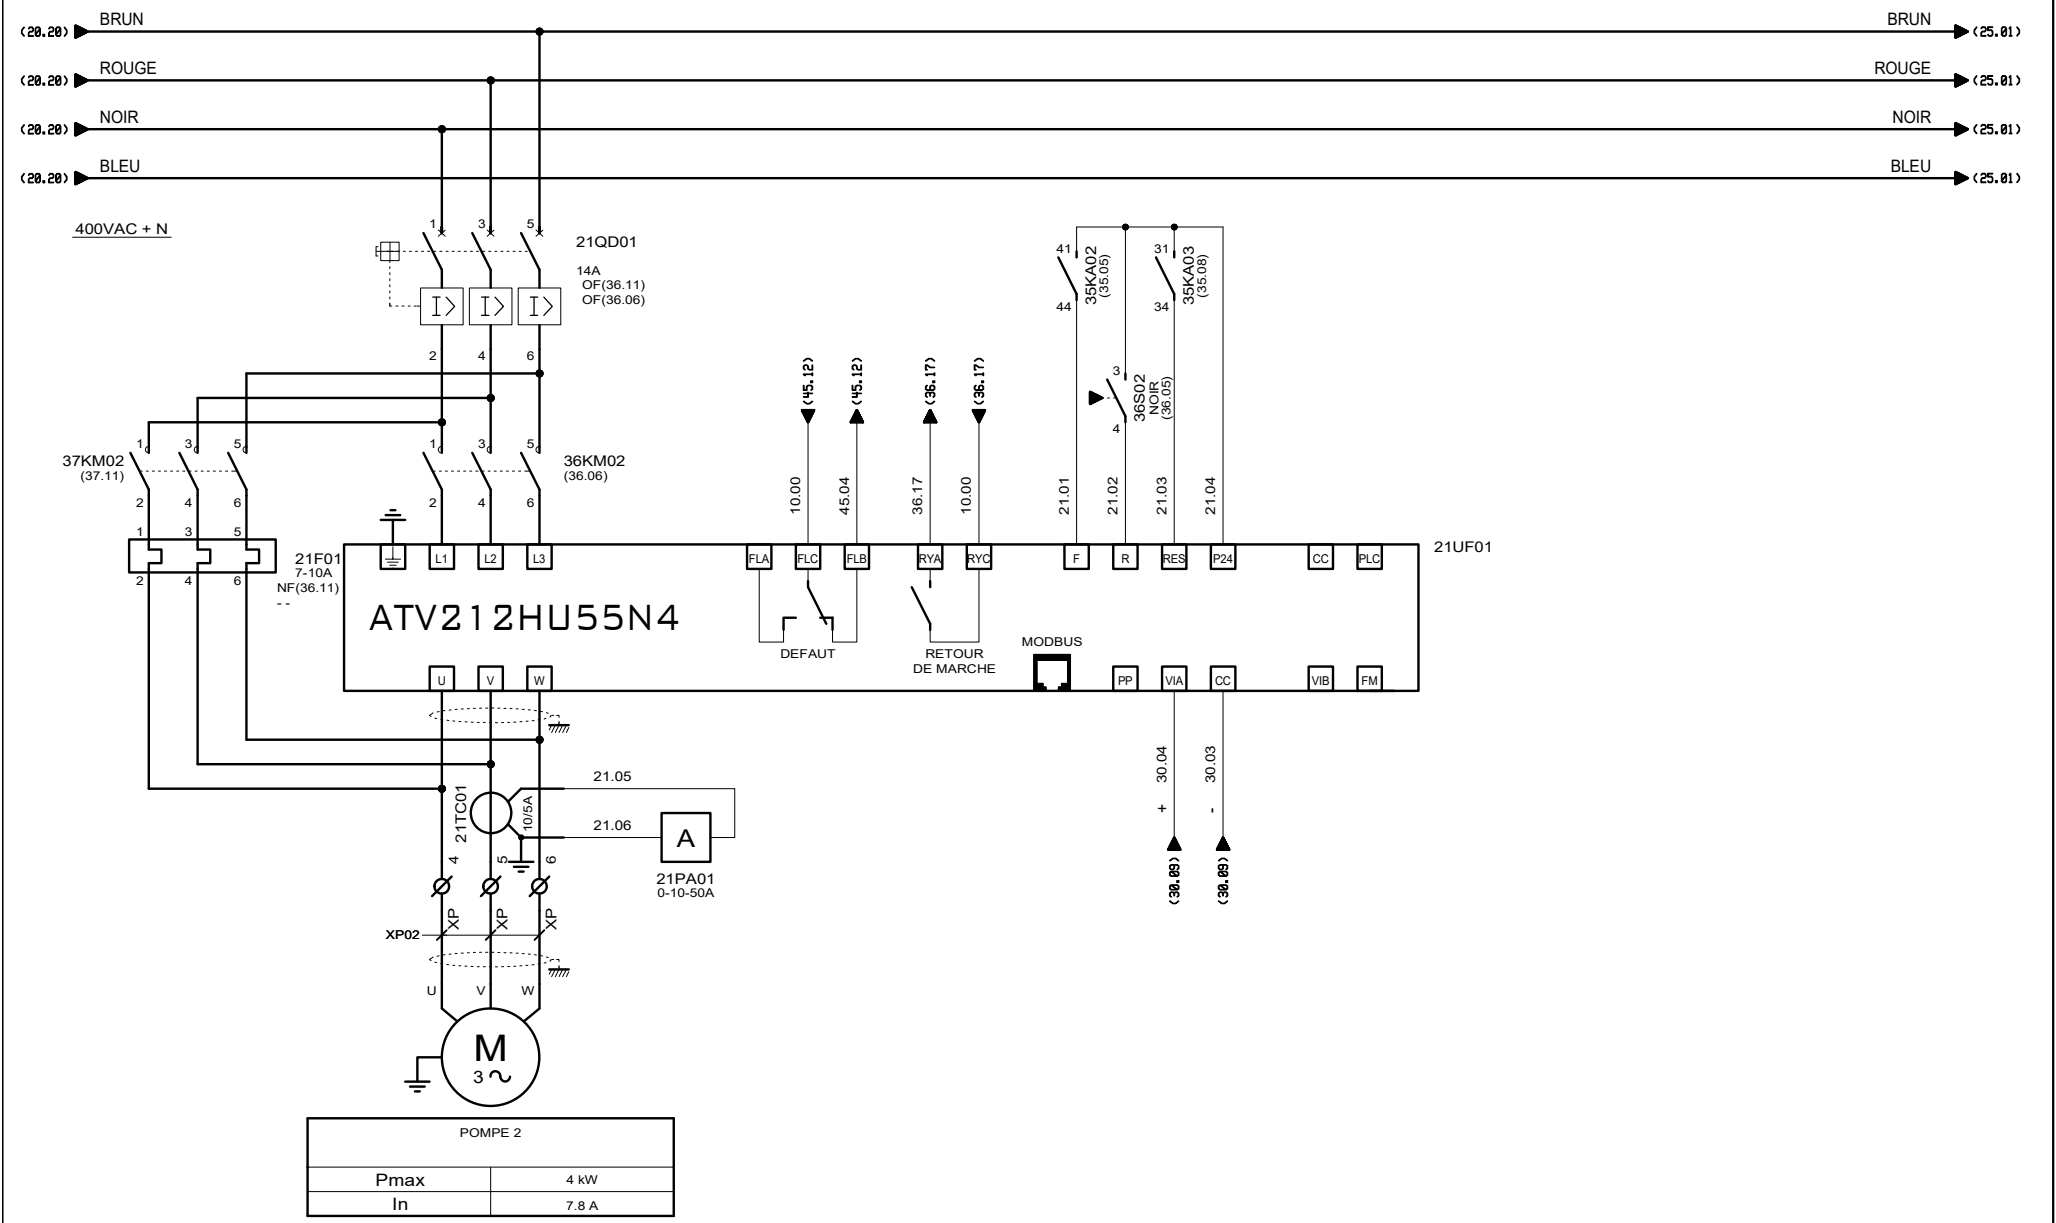 BRUN
BRUN
(20.20)
(25.01)
ROUGE
ROUGE
(20.20)
(25.01)
NOIR
NOIR
(20.20)
(25.01)
BLEU
BLEU
(20.20)
(25.01)
400VAC + N
1
3
5
21QD01
14A
OF(36.11)
OF(36.06)
I>
I>
I>
2
4
6
41
35KA02
(35.05)
44
31
35KA03
(35.08)
34
3
36S02
NOIR
(36.05)
4
(45.12)
(45.12)
(36.17)
(36.17)
37KM02
(37.11)
1
3
5
2
4
6
1
3
5
36KM02
(36.06)
2
4
6
10.00
45.04
36.17
10.00
21.01
21.02
21.03
21.04
1
3
5
2
4
6
21F01
7-10A
NF(36.11)
- -
L1
L2
L3
FLA
FLC
FLB
RYA
RYC
F
R
RES
P24
CC
PLC
21UF01
ATV212HU55N4
DEFAUT
RETOUR
DE MARCHE
MODBUS
U
V
W
PP
VIA
CC
VIB
FM
21TC01
10/5A
21.05
21.06
A
21PA01
0-10-50A
30.04
30.03
+
-
(30.09)
(30.09)
4
5
6
XP
XP
XP
XP02
U
V
W
M
3
POMPE 2
Pmax
4 kW
In
7.8 A